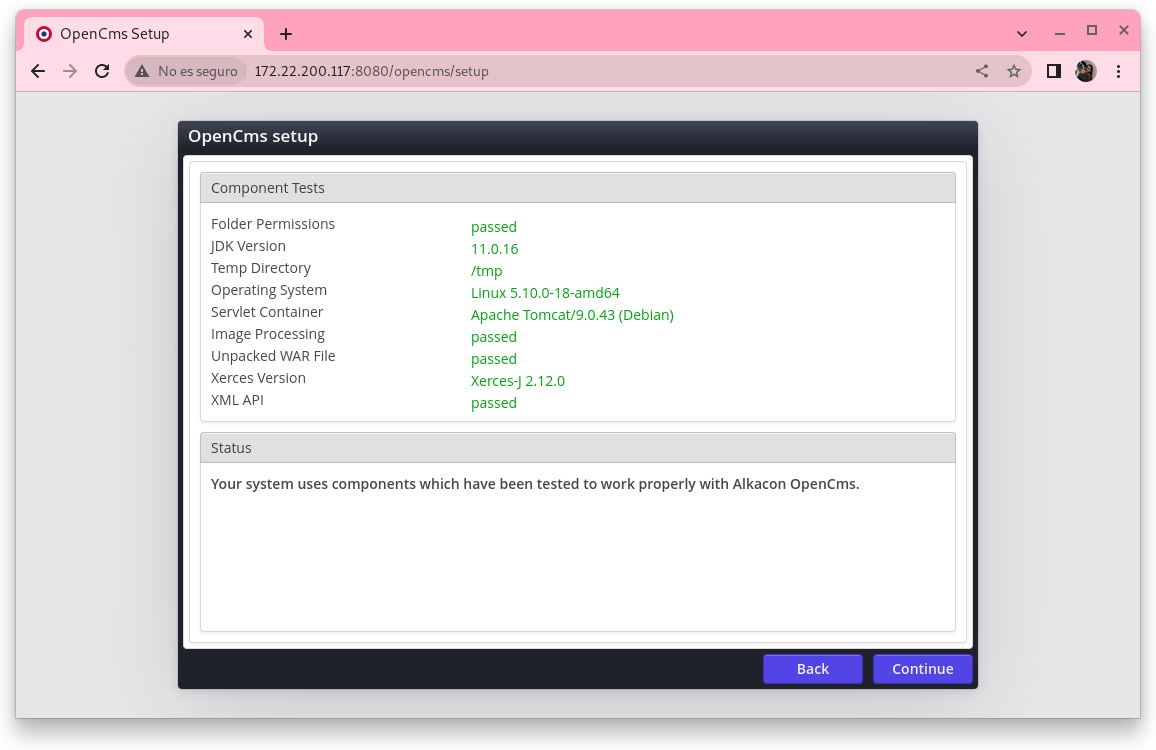 OpenCms Setup
No es seguro 172.22.200.117:8080/opencms/setup
OpenCms setup
Component Tests
Folder Permissions passed
JDK Version 11.0.16
Temp Directory /tmp
Operating System Linux 5.10.0-18-amd64
Servlet Container Apache Tomcat/9.0.43 (Debian)
Image Processing passed
Unpacked WAR File passed
Xerces Version Xerces-J 2.12.0
XML API passed
Status
Your system uses components which have been tested to work properly with Alkacon OpenCms.
Back Continue